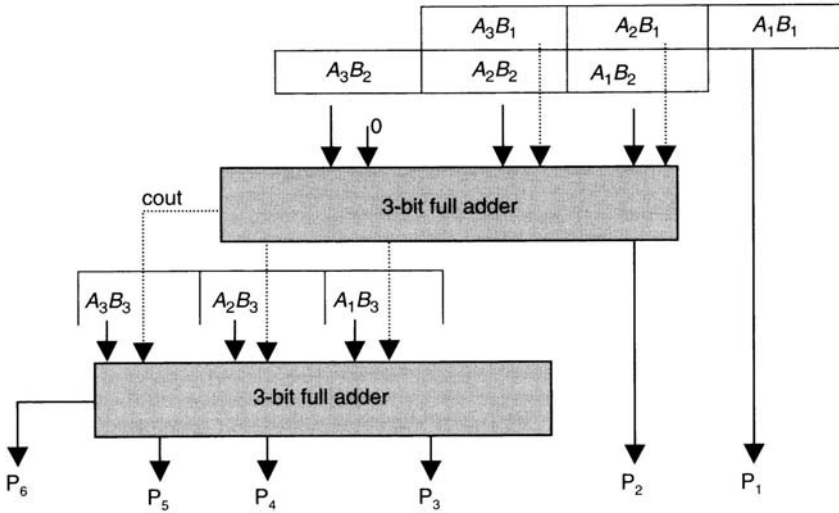 A₃B₁ A₂B₁ A₁B₁
A₃B₂ A₂B₂ A₁B₂
0
cout
3-bit full adder
A₃B₃ A₂B₃ A₁B₃
3-bit full adder
P₆ P₅ P₄ P₃ P₂ P₁